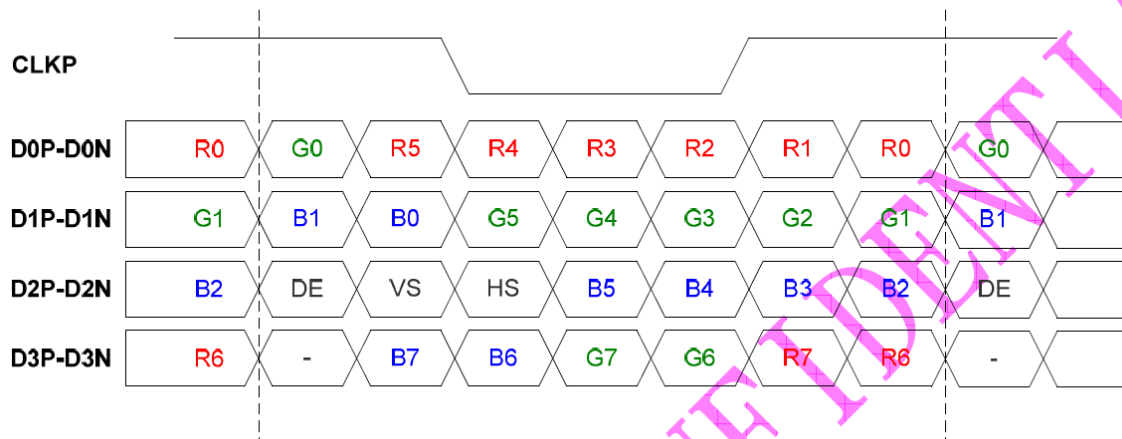 CLKP
D0P-D0N R0 G0 R5 R4 R3 R2 R1 R0 G0
D1P-D1N G1 B1 B0 G5 G4 G3 G2 G1 B1
D2P-D2N B2 DE VS HS B5 B4 B3 B2 DE
D3P-D3N R6 - B7 B6 G7 G6 R7 R6 -